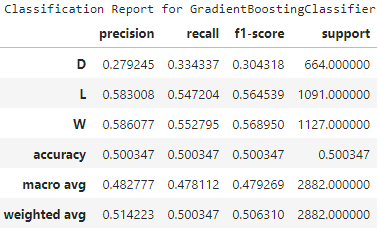 Classification Report for GradientBoostingClassifier
precision recall f1-score support
D 0.279245 0.334337 0.304318 664.000000
L 0.583008 0.547204 0.564539 1091.000000
W 0.586077 0.552795 0.568950 1127.000000
accuracy 0.500347 0.500347 0.500347 0.500347
macro avg 0.482777 0.478112 0.479269 2882.000000
weighted avg 0.514223 0.500347 0.506310 2882.000000